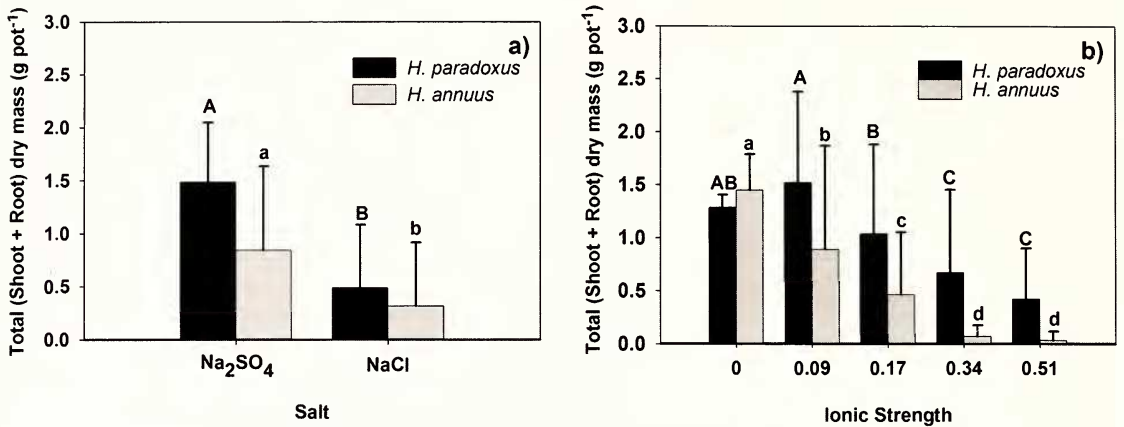 Total (Shoot + Root) dry mass (g pot⁻¹)
3.0
2.5
2.0
1.5
1.0
0.5
0.0
a)
H. paradoxus
H. annuus
A
a
B
b
Na₂SO₄
NaCl
Salt
Total (Shoot + Root) dry mass (g pot⁻¹)
3.0
2.5
2.0
1.5
1.0
0.5
0.0
b)
H. paradoxus
H. annuus
AB
a
A
b
B
c
C
d
C
d
0
0.09
0.17
0.34
0.51
Ionic Strength